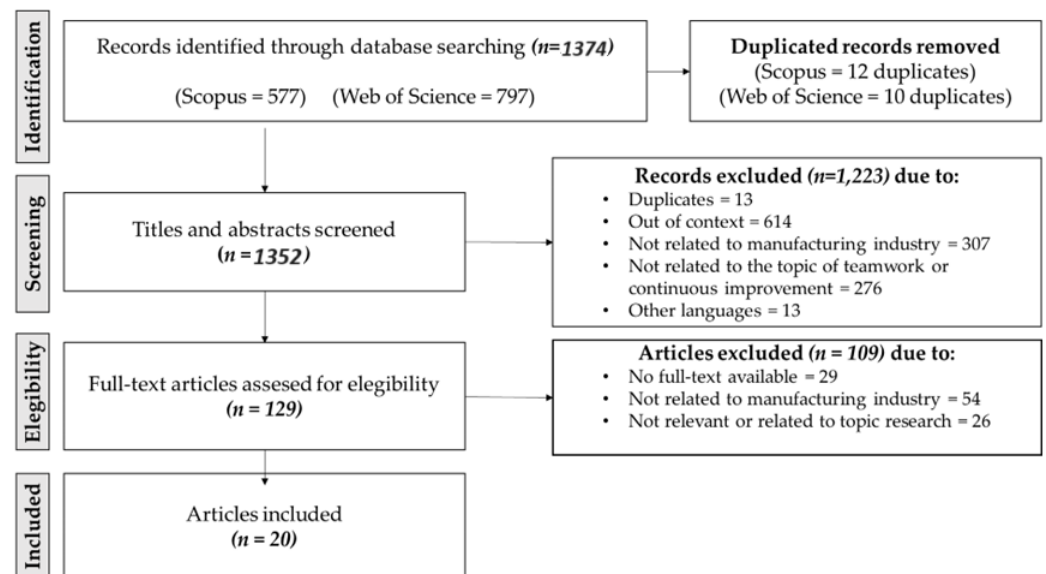 Identification
Records identified through database searching (n=1374)
(Scopus = 577) (Web of Science = 797)
Duplicated records removed
(Scopus = 12 duplicates)
(Web of Science = 10 duplicates)
Screening
Titles and abstracts screened
(n =1352)
Records excluded (n=1,223) due to:
• Duplicates = 13
• Out of context = 614
• Not related to manufacturing industry = 307
• Not related to the topic of teamwork or
continuous improvement = 276
• Other languages = 13
Elegibility
Full-text articles assesed for elegibility
(n = 129)
Articles excluded (n = 109) due to:
• No full-text available = 29
• Not related to manufacturing industry = 54
• Not relevant or related to topic research = 26
Included
Articles included
(n = 20)